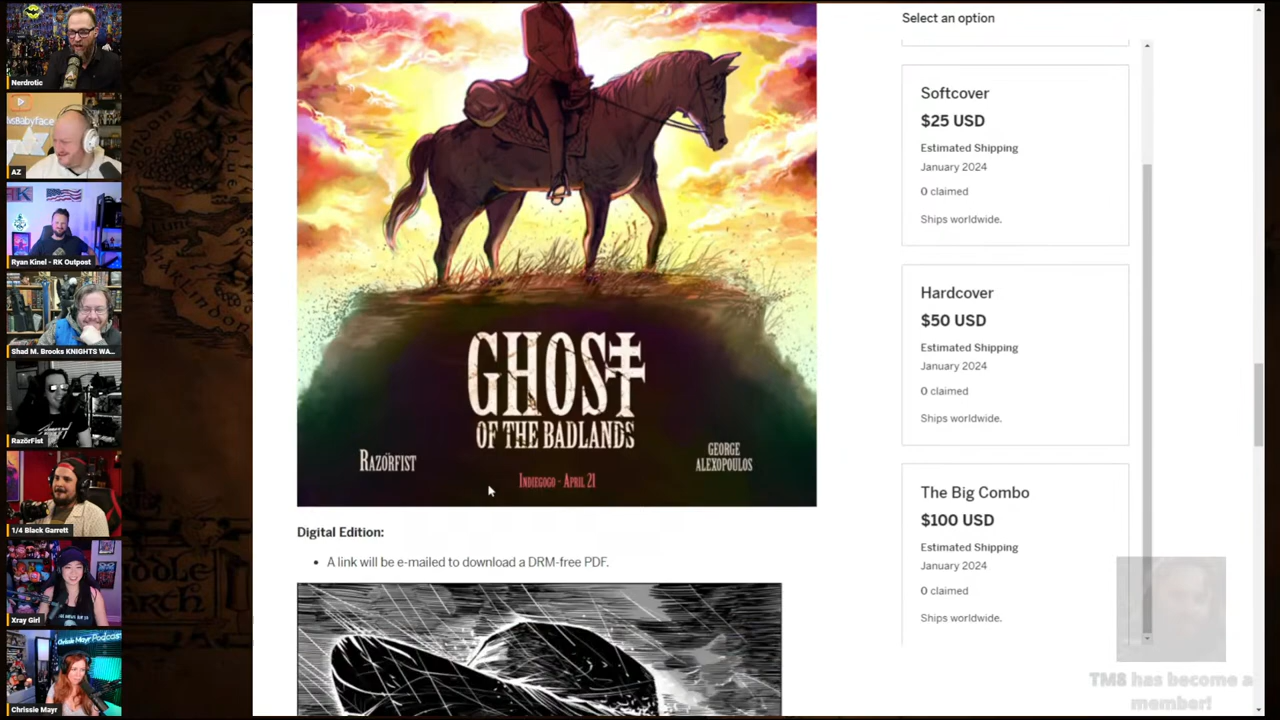 Nerdrotic
AZ
Ryan Kinel - RK Outpost
Shad M. Brooks KNIGHTS WA...
RazörFist
1/4 Black Garrett
Xray Girl
Chrissie Mayr Podcast
Chrissie Mayr
GHOST
OF THE BADLANDS
RAZÖRFIST
GEORGE
ALEXOPOULOS
INDIEGOGO - APRIL 21
Digital Edition:
• A link will be e-mailed to download a DRM-free PDF.
Select an option
Softcover
$25 USD
Estimated Shipping
January 2024
0 claimed
Ships worldwide.
Hardcover
$50 USD
Estimated Shipping
January 2024
0 claimed
Ships worldwide.
The Big Combo
$100 USD
Estimated Shipping
January 2024
0 claimed
Ships worldwide.
TM8 has become a
member!